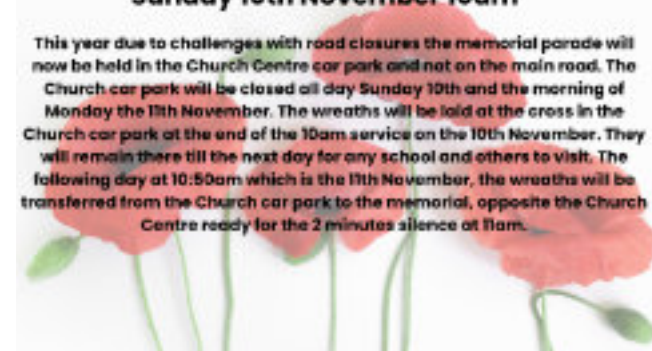 Sunday 10th November 10am
This year due to challenges with road closures the memorial parade will
now be held in the Church Centre car park and not on the main road. The
Church car park will be closed all day Sunday 10th and the morning of
Monday the 11th November. The wreaths will be laid at the cross in the
Church car park at the end of the 10am service on the 10th November. They
will remain there till the next day for any school and others to visit. The
following day at 10:50am which is the 11th November, the wreaths will be
transferred from the Church car park to the memorial, opposite the Church
Centre ready for the 2 minutes silence at 11am.